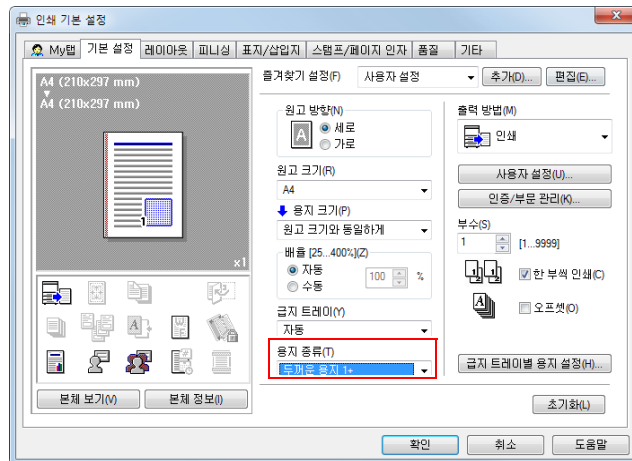 인쇄 기본 설정
My탭 기본 설정 레이아웃 피니싱 표지/삽입지 스탬프/페이지 인자 품질 기타
A4 (210x297 mm)
A4 (210x297 mm)
1
x1
본체 보기(V) 본체 정보(I)
즐겨찾기 설정(F) 사용자 설정 추가(D)... 편집(E)...
원고 방향(N)
A
세로
가로
원고 크기(R)
A4
용지 크기(P)
원고 크기와 동일하게
배율 [25...400%](Z)
자동
수동
100 %
급지 트레이(Y)
자동
용지 종류(T)
두꺼운 용지 1+
출력 방법(M)
인쇄
사용자 설정(U)...
인증/부문 관리(K)...
부수(S)
1 [1...9999]
한 부씩 인쇄(C)
오프셋(O)
급지 트레이별 용지 설정(H)...
초기화(L)
확인 취소 도움말